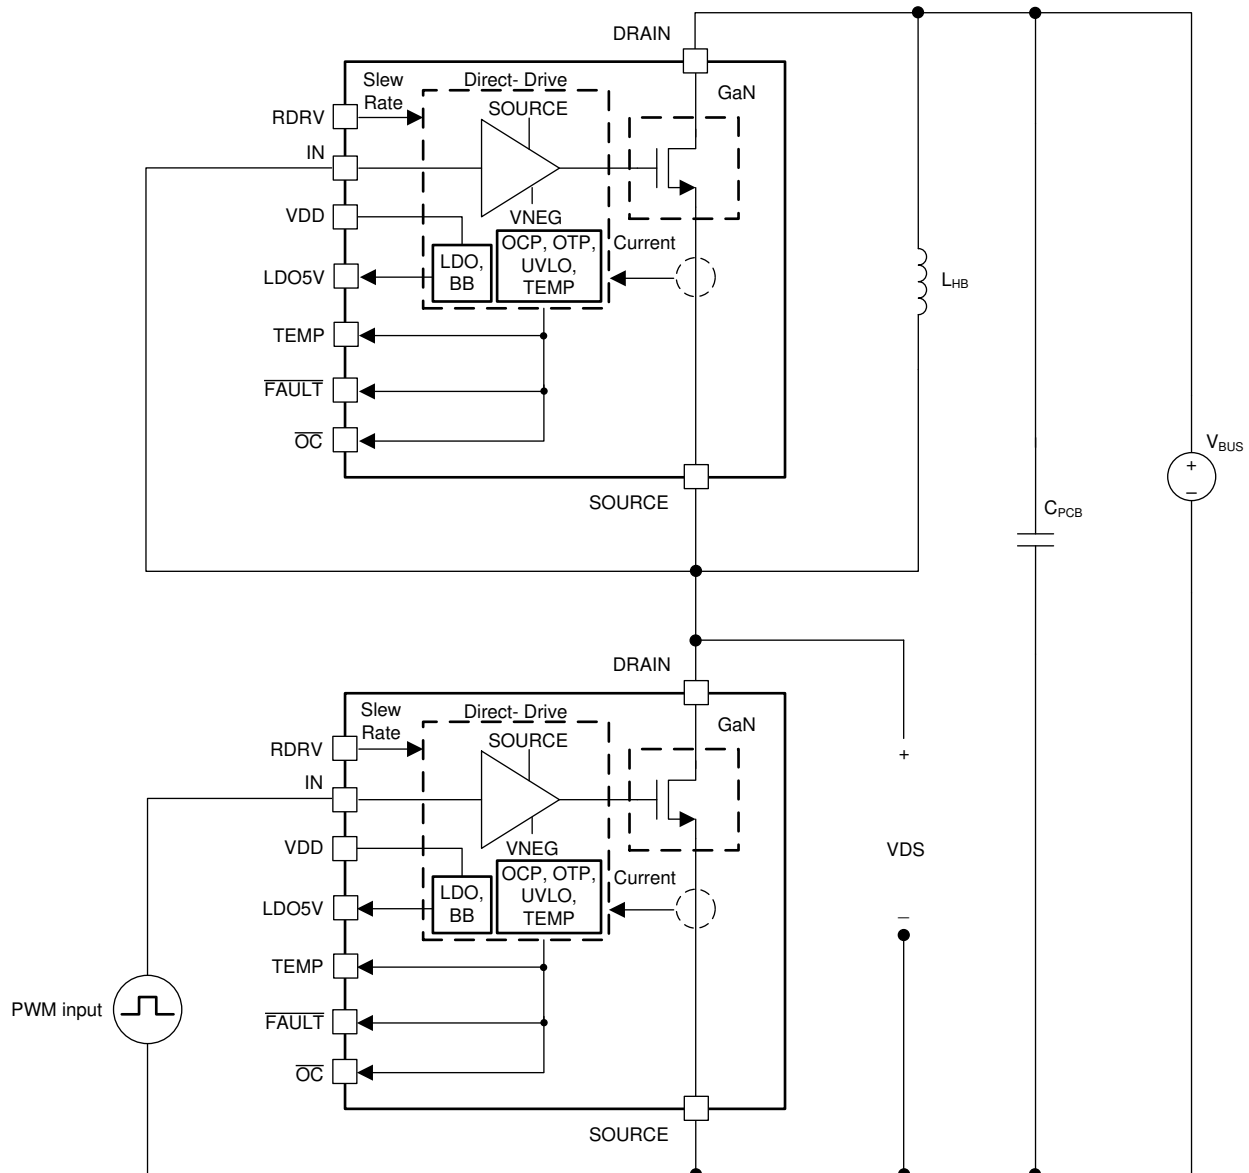 DRAIN
Slew
Rate
Direct- Drive
GaN
SOURCE
RDRV
IN
VDD
VNEG
LDO,
BB
OCP, OTP,
UVLO,
TEMP
Current
LDO5V
TEMP
FAULT
OC
SOURCE
LHB
CPCB
VBUS
+
–
DRAIN
Slew
Rate
Direct- Drive
GaN
SOURCE
RDRV
IN
VDD
VNEG
LDO,
BB
OCP, OTP,
UVLO,
TEMP
Current
LDO5V
TEMP
FAULT
OC
SOURCE
+
VDS
–
PWM input